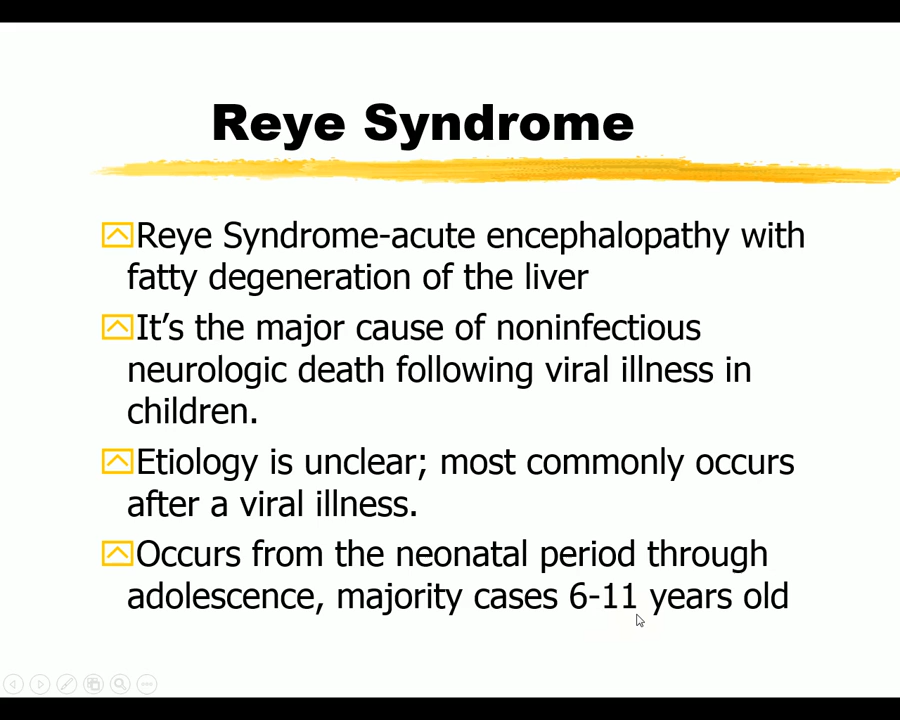 Reye Syndrome
Reye Syndrome-acute encephalopathy with
fatty degeneration of the liver
It’s the major cause of noninfectious
neurologic death following viral illness in
children.
Etiology is unclear; most commonly occurs
after a viral illness.
Occurs from the neonatal period through
adolescence, majority cases 6-11 years old